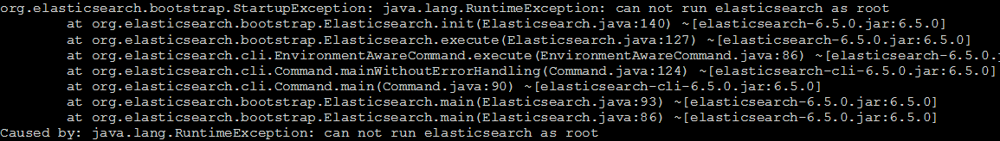 org.elasticsearch.bootstrap.StartupException: java.lang.RuntimeException: can not run elasticsearch as root
at org.elasticsearch.bootstrap.Elasticsearch.init(Elasticsearch.java:140) ~[elasticsearch-6.5.0.jar:6.5.0]
at org.elasticsearch.bootstrap.Elasticsearch.execute(Elasticsearch.java:127) ~[elasticsearch-6.5.0.jar:6.5.0]
at org.elasticsearch.cli.EnvironmentAwareCommand.execute(EnvironmentAwareCommand.java:86) ~[elasticsearch-6.5.0.j
at org.elasticsearch.cli.Command.mainWithoutErrorHandling(Command.java:124) ~[elasticsearch-cli-6.5.0.jar:6.5.0]
at org.elasticsearch.cli.Command.main(Command.java:90) ~[elasticsearch-cli-6.5.0.jar:6.5.0]
at org.elasticsearch.bootstrap.Elasticsearch.main(Elasticsearch.java:93) ~[elasticsearch-6.5.0.jar:6.5.0]
at org.elasticsearch.bootstrap.Elasticsearch.main(Elasticsearch.java:86) ~[elasticsearch-6.5.0.jar:6.5.0]
Caused by: java.lang.RuntimeException: can not run elasticsearch as root